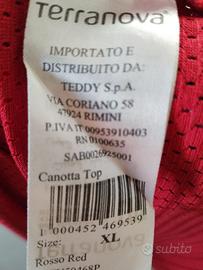 Terranova®
IMPORTATO E
DISTRIBUITO DA:
TEDDY S.p.A
VIA CORIANO 58
47924 RIMINI
P.IVA IT 00953910403
RN 0100635
SAB0026925001
Canotta Top
1 000452 469539
Size: XL
Rosso Red
subito